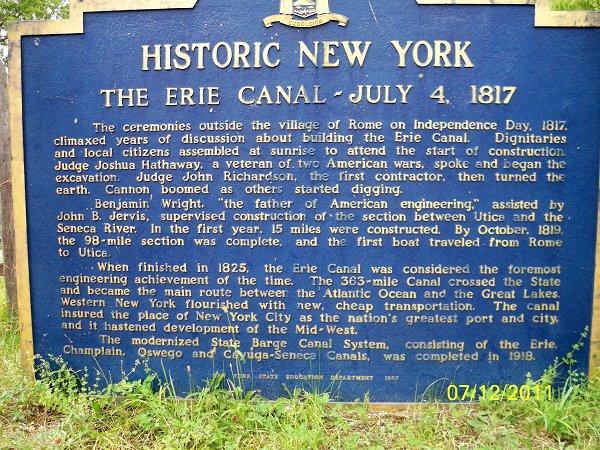 EXCELSIOR
HISTORIC NEW YORK
THE ERIE CANAL - JULY 4, 1817
The ceremonies outside the village of Rome on Independence Day, 1817,
climaxed years of discussion about building the Erie Canal. Dignitaries
and local citizens assembled at sunrise to attend the start of construction.
Judge Joshua Hathaway, a veteran of two American wars, spoke and began the
excavation. Judge John Richardson, the first contractor, then turned the
earth. Cannon boomed as others started digging.
Benjamin Wright, "the father of American engineering," assisted by
John B. Jervis, supervised construction of the section between Utica and the
Seneca River. In the first year, 15 miles were constructed. By October, 1819,
the 98-mile section was complete, and the first boat traveled from Rome
to Utica.
When finished in 1825, the Erie Canal was considered the foremost
engineering achievement of the time. The 363-mile Canal crossed the State
and became the main route between the Atlantic Ocean and the Great Lakes.
Western New York flourished with new, cheap transportation. The canal
insured the place of New York City as the nation's greatest port and city,
and it hastened development of the Mid-West.
The modernized State Barge Canal System, consisting of the Erie,
Champlain, Oswego and Cayuga-Seneca Canals, was completed in 1918.
YORK STATE EDUCATION DEPARTMENT 1967
07/12/2011